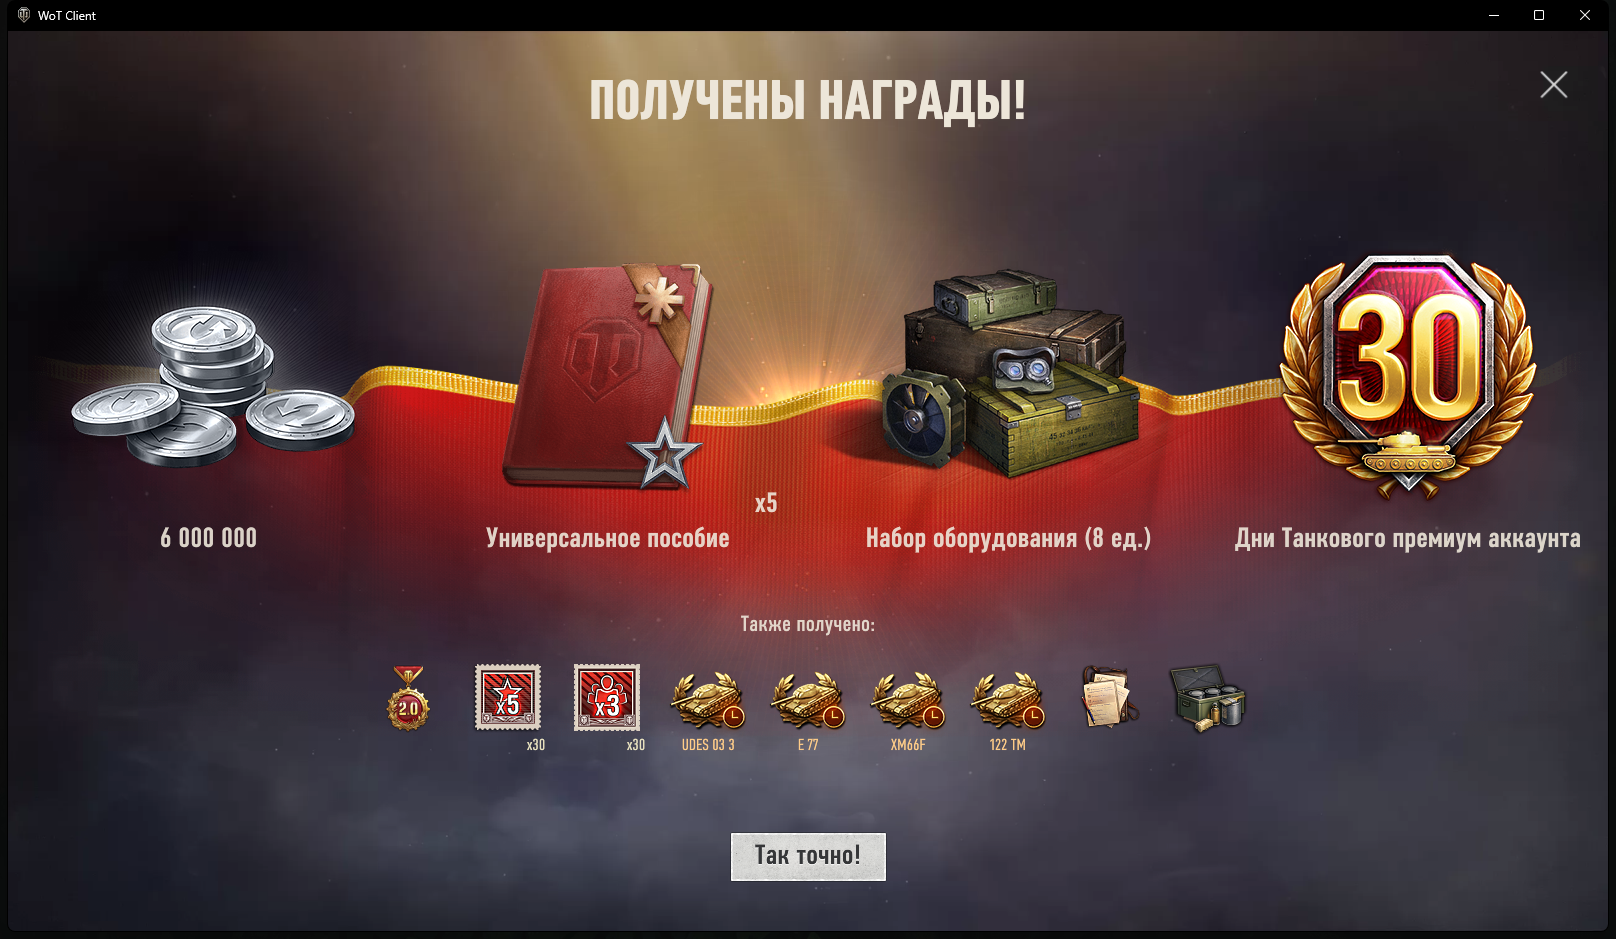 WoT Client
ПОЛУЧЕНЫ НАГРАДЫ!
30
x5
6 000 000
Универсальное пособие
Набор оборудования (8 ед.)
Дни Танкового премиум аккаунта
Также получено:
2.0
x5
x3
x30
x30
UDES 03 3
E 77
XM66F
122 TM
Так точно!